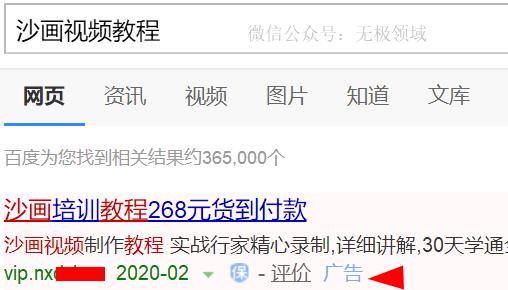 沙画视频教程
微信公众号：无极领域
网页 资讯 视频 图片 知道 文库
百度为您找到相关结果约365,000个
沙画培训教程268元货到付款
沙画视频制作教程 实战行家精心录制,详细讲解,30天学通
vip.nx 2020-02 保 - 评价 广告